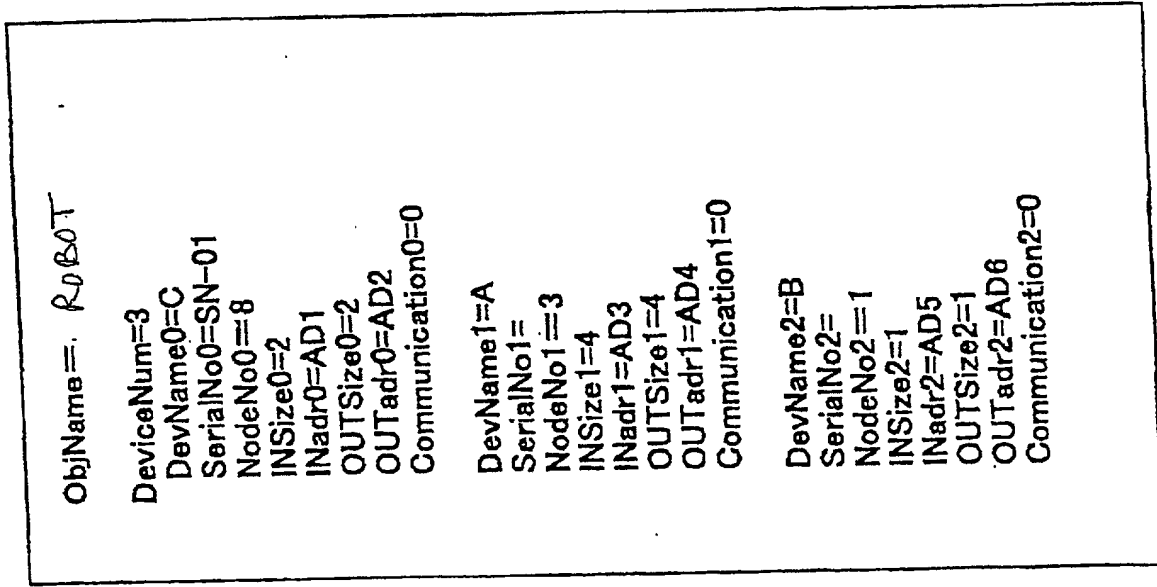 ObjName==. ROBOT
DeviceNum=3
DevName0=C
SerialNo0=SN-01
NodeNo0==8
INSize0=2
INadr0=AD1
OUTSize0=2
OUTadr0=AD2
Communication0=0
DevName1=A
SerialNo1=
NodeNo1==3
INSize1=4
INadr1=AD3
OUTSize1=4
OUTadr1=AD4
Communication1=0
DevName2=B
SerialNo2=
NodeNo2==1
INSize2=1
INadr2=AD5
OUTSize2=1
OUTadr2=AD6
Communication2=0